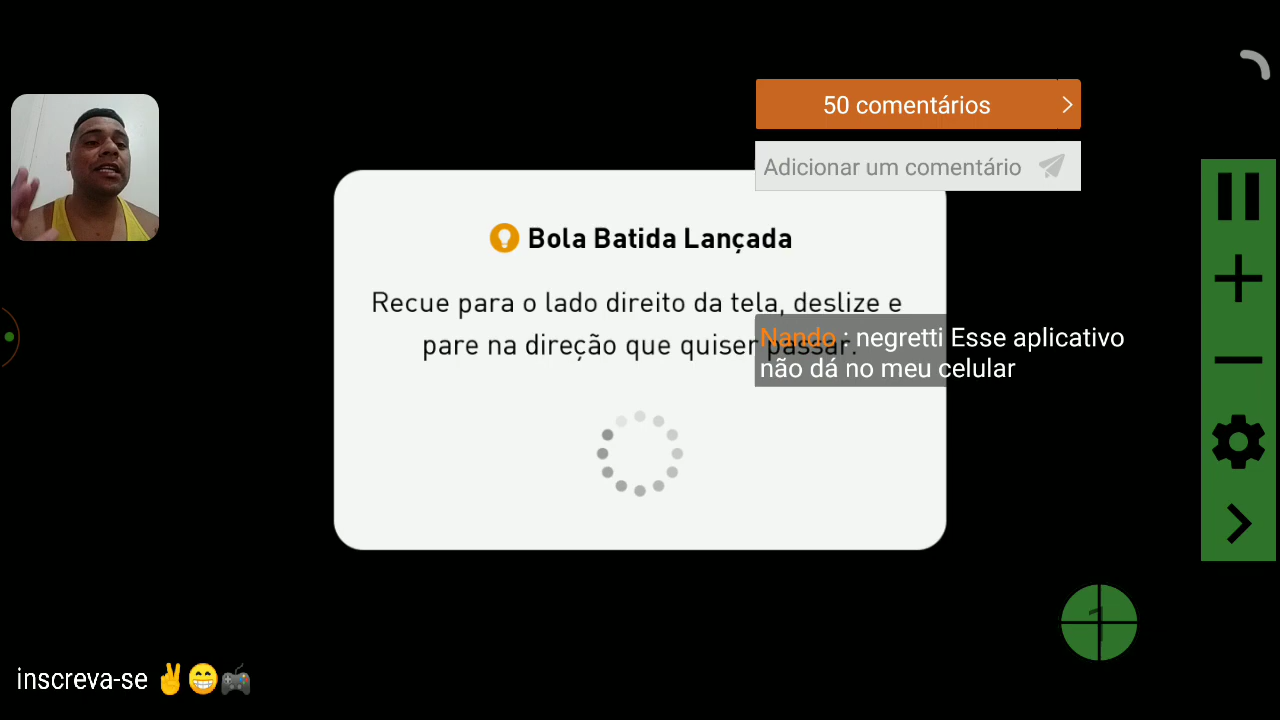 50 comentários
Adicionar um comentário
Bola Batida Lançada
Recue para o lado direito da tela, deslize e
pare na direção que quiser passar.
Nando : negretti Esse aplicativo
não dá no meu celular
1
inscreva-se ✌😁🎮